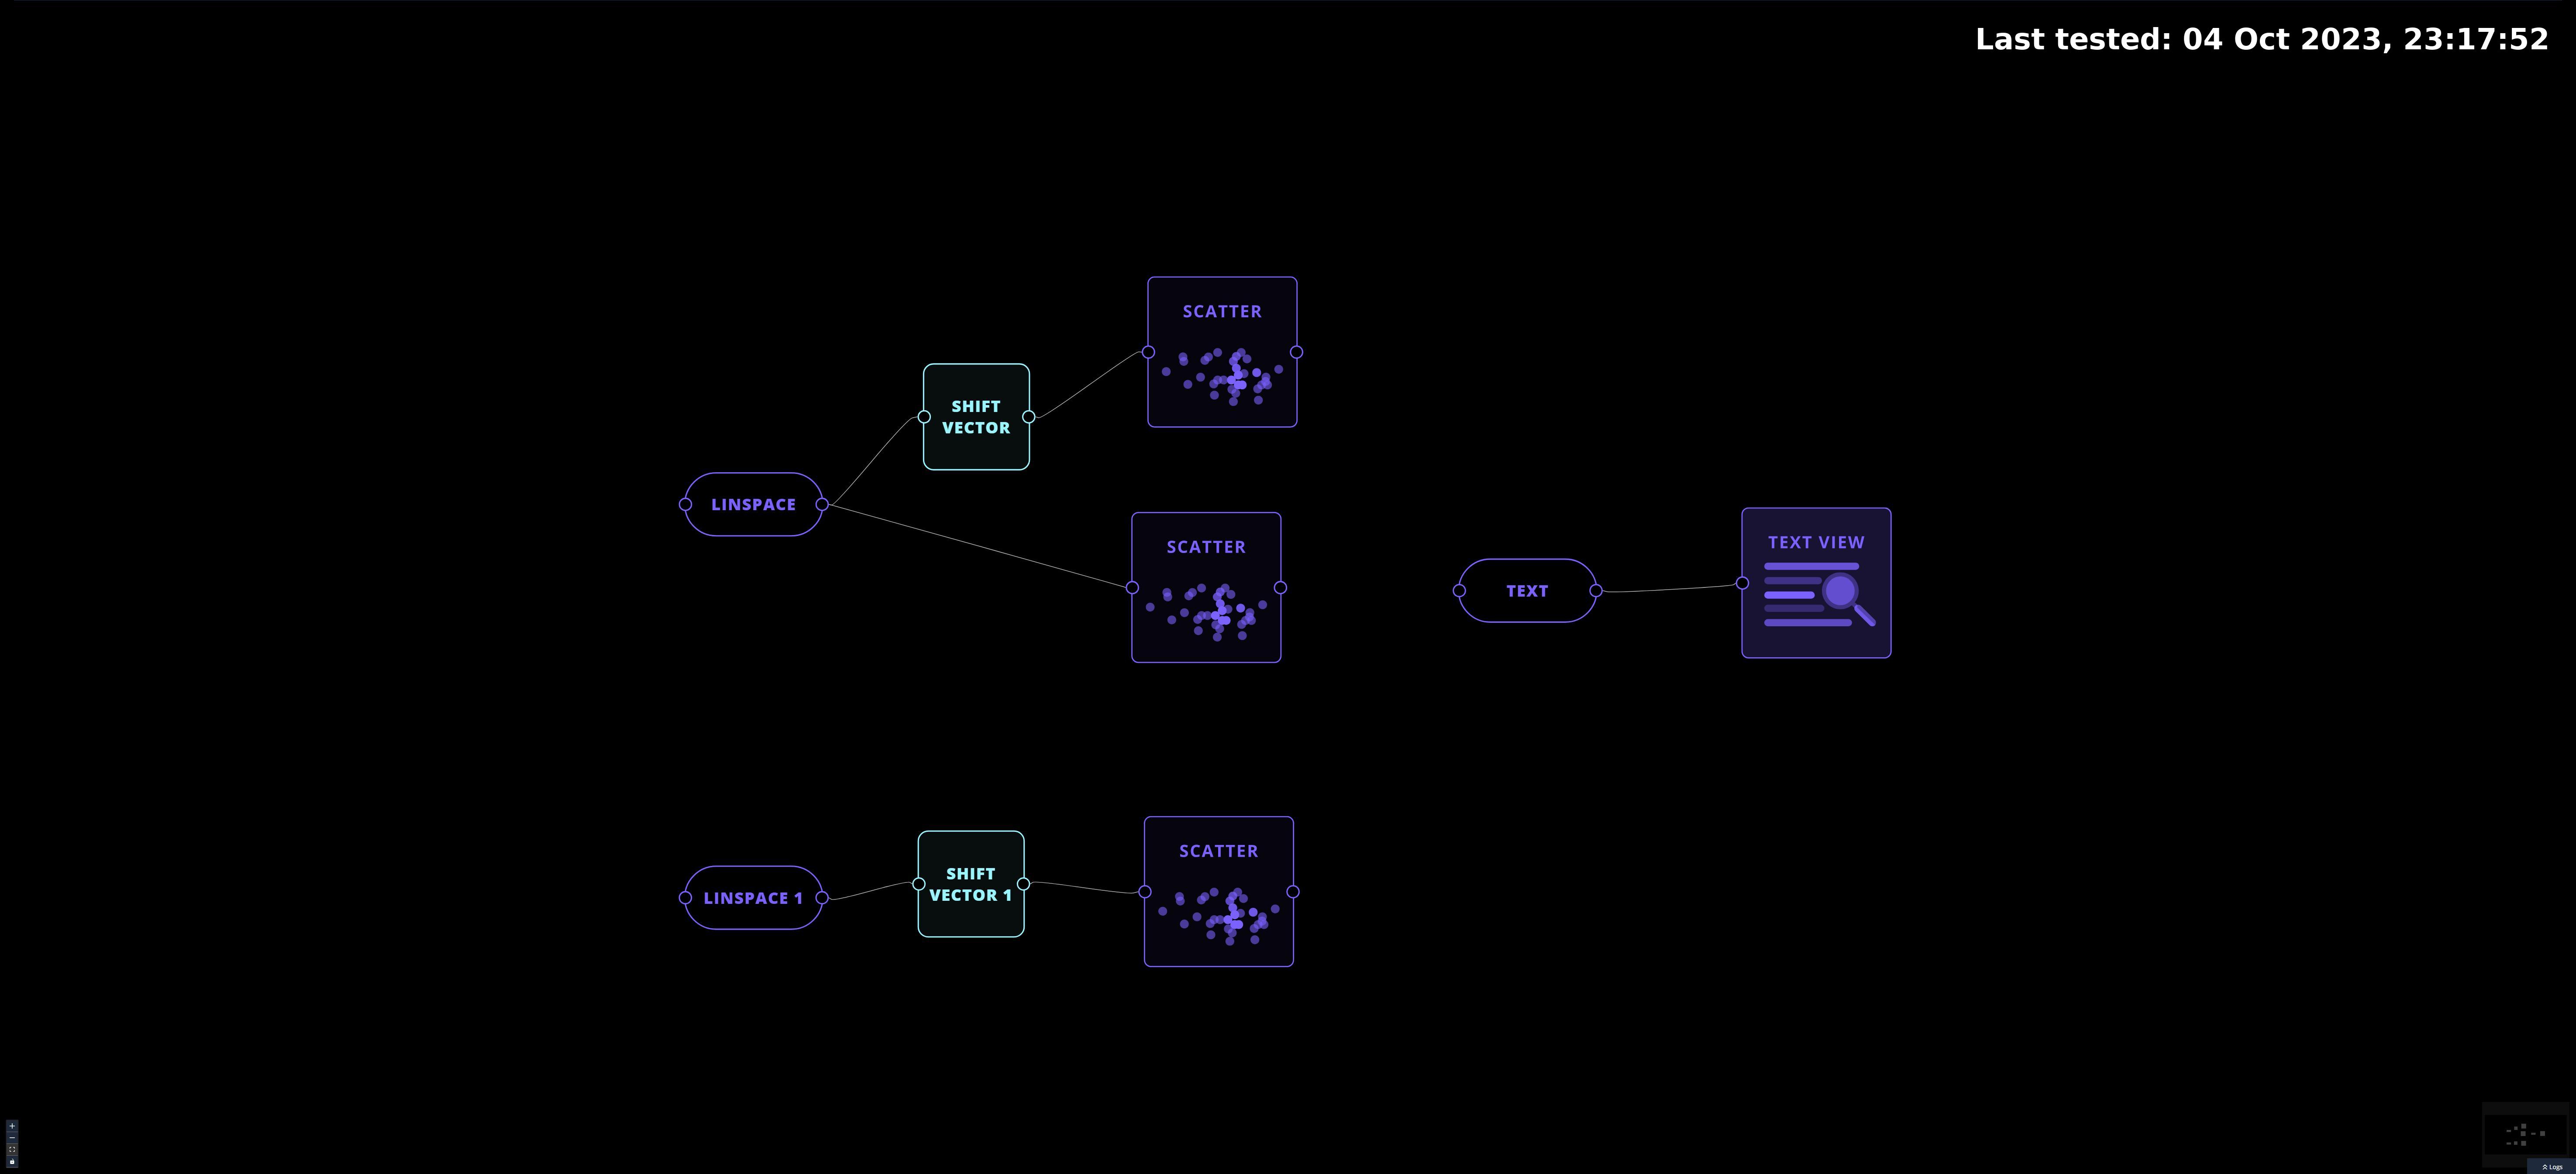 Last tested: 04 Oct 2023, 23:17:52
SCATTER
SHIFT
VECTOR
LINSPACE
SCATTER
TEXT
TEXT VIEW
LINSPACE 1
SHIFT
VECTOR 1
SCATTER
Logs